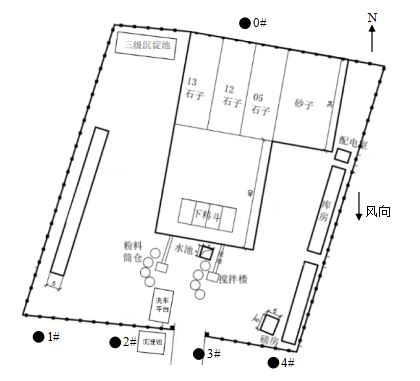 0#
N
三级沉淀池
13
石子
12
石子
05
石子
砂子
配电室
库房
风向
下料斗
粉料
筒仓
水池
搅拌楼
洗车
平台
磅房
沉淀池
1#
2#
3#
4#